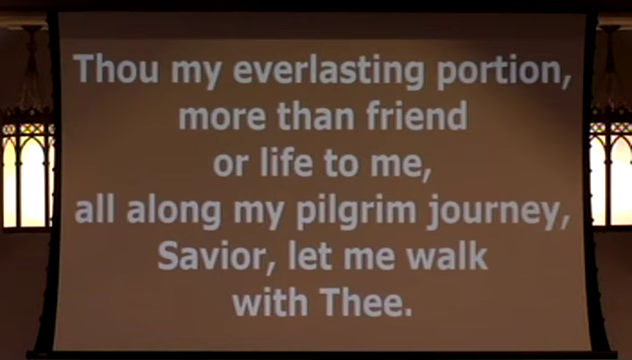 Thou my everlasting portion,
more than friend
or life to me,
all along my pilgrim journey,
Savior, let me walk
with Thee.